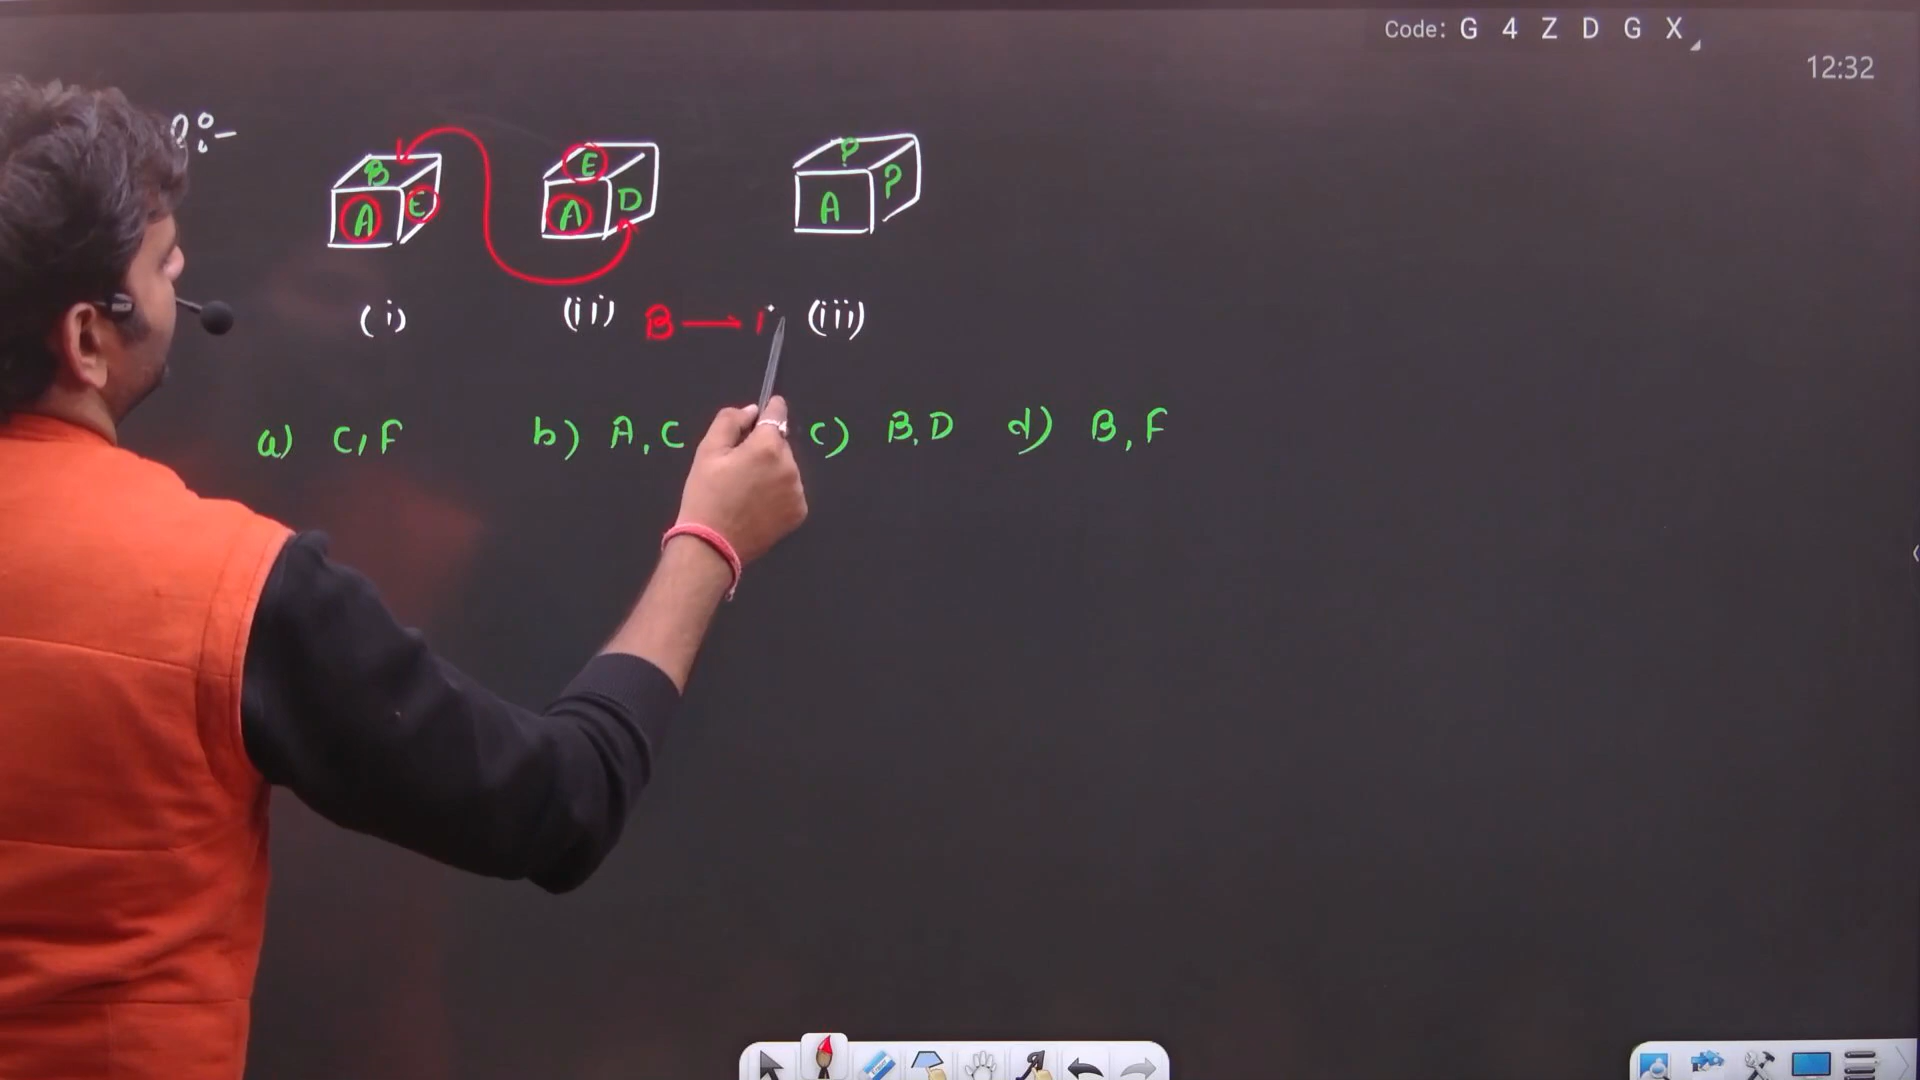 Code: G 4 Z D G X
12:32
B A E
E A D
P A P
(i) (ii) (iii)
B
a) C, F b) A, C c) B, D d) B, F